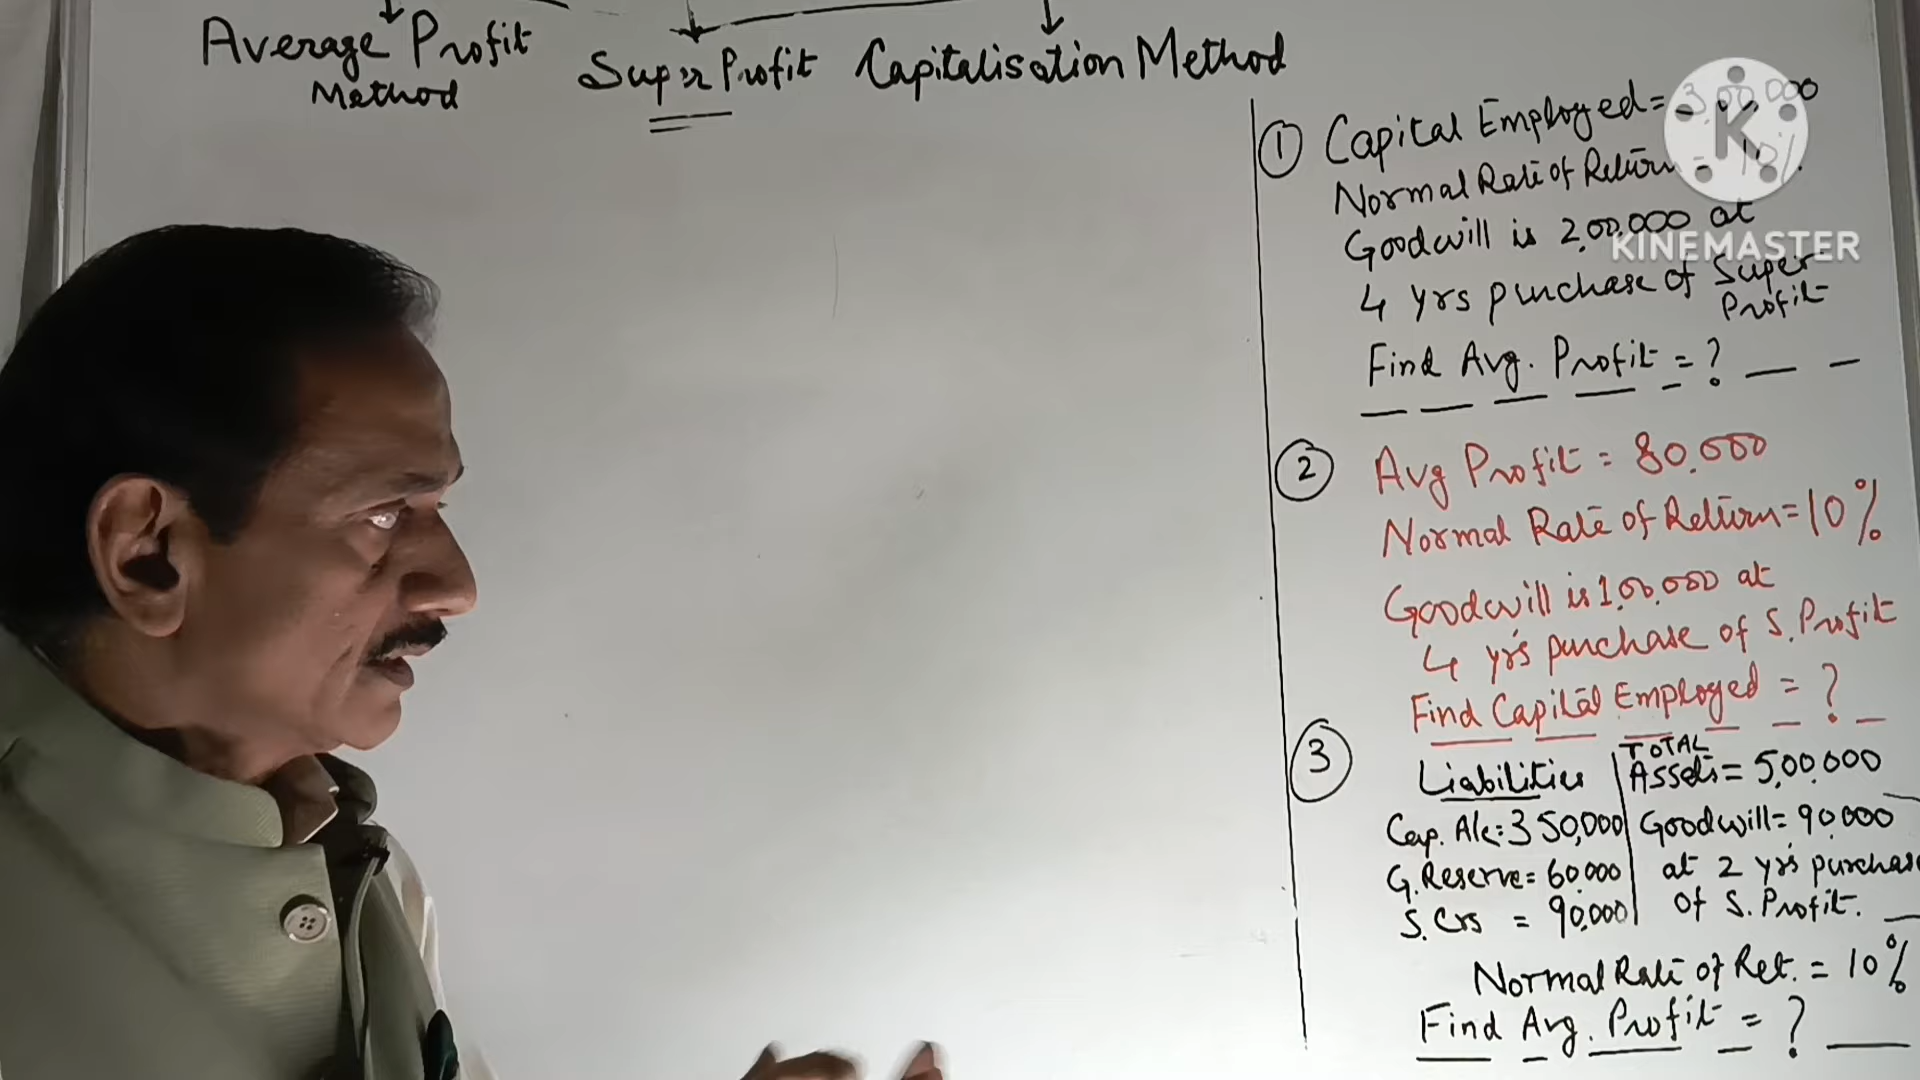 Average Profit
Method
Super Profit
Capitalisation Method
① Capital Employed =
Normal Rate of Return =
Goodwill is 2,00,000 at
4 yrs purchase of Super
Profit
Find Avg. Profit = ?
K
KINEMASTER
② Avg Profit = 80,000
Normal Rate of Return = 10%
Goodwill is 1,00,000 at
4 yrs purchase of S. Profit
Find Capital Employed = ?
③
Liabilities
Cap. A/c = 3 50,000
G. Reserve = 60,000
S. Crs = 90,000
TOTAL
Assets = 5,00,000
Goodwill = 90,000
at 2 yrs purchase
of S. Profit.
Normal Rate of Ret. = 10%
Find Avg. Profit = ?